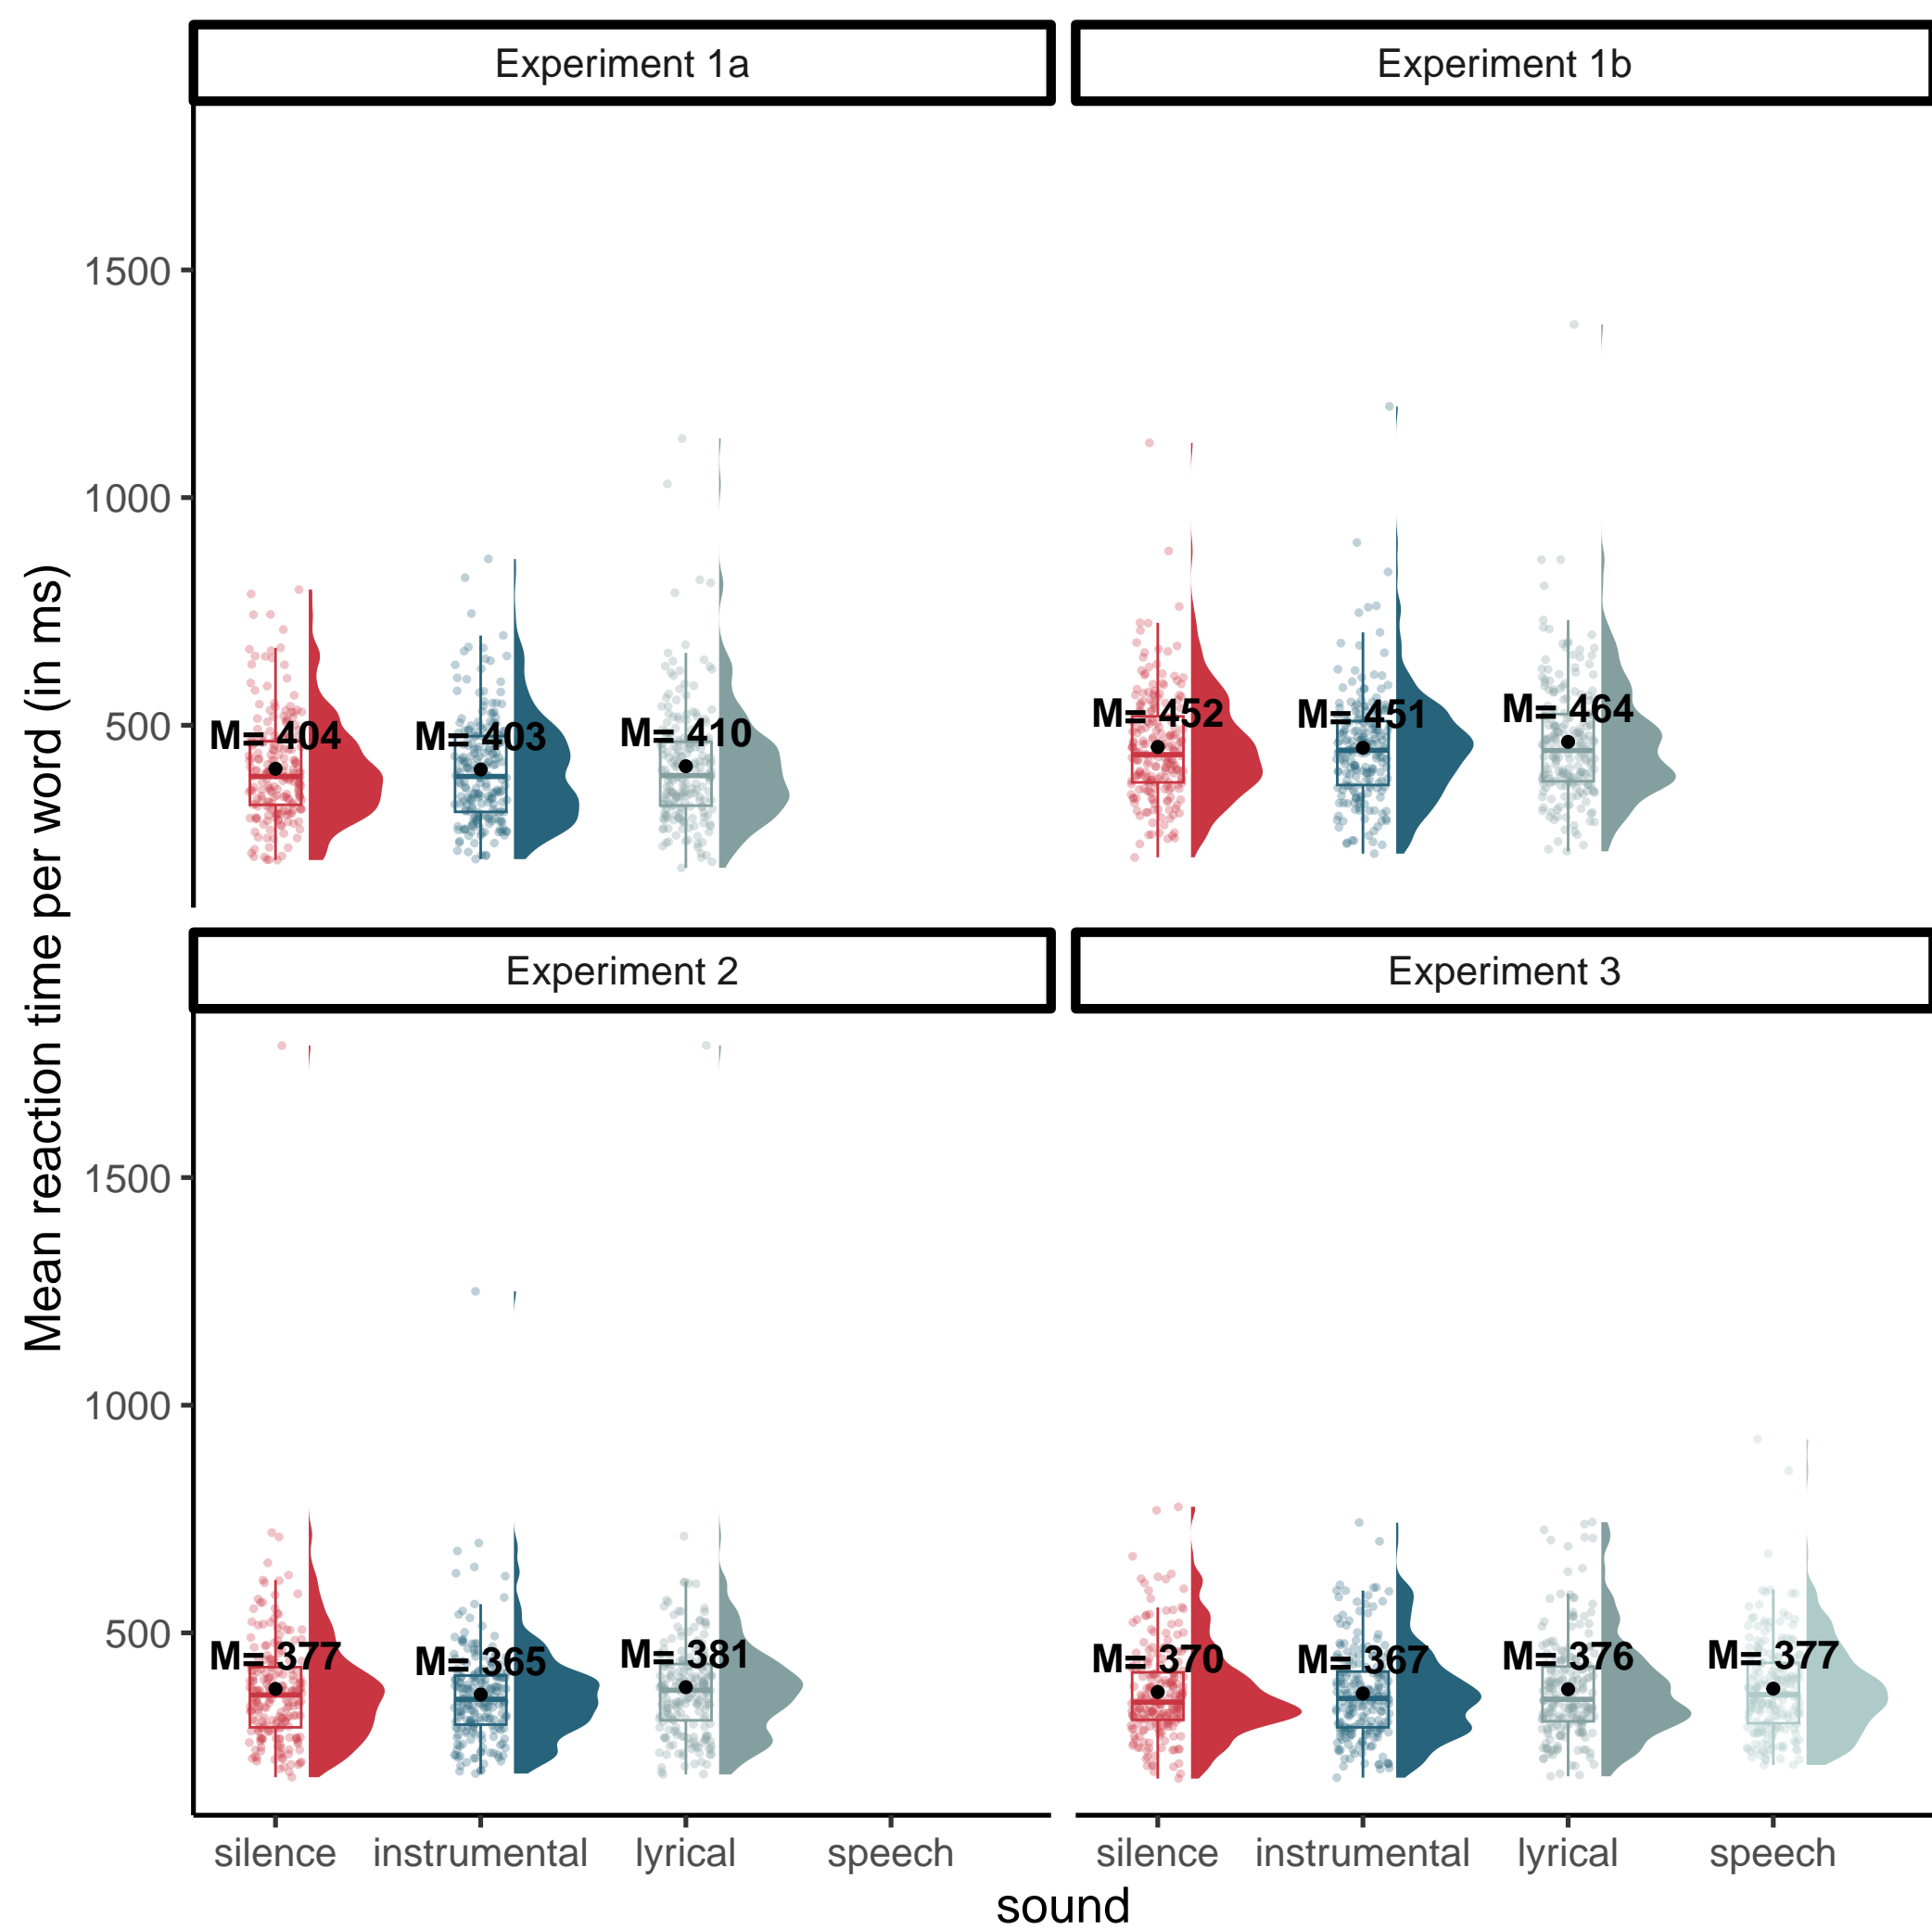 Experiment 1a
Experiment 1b
1500
1000
500
M= 404
M= 403
M= 410
M= 452
M= 451
M= 464
Mean reaction time per word (in ms)
Experiment 2
Experiment 3
1500
1000
500
M= 377
M= 365
M= 381
M= 370
M= 367
M= 376
M= 377
silence
instrumental
lyrical
speech
silence
instrumental
lyrical
speech
sound